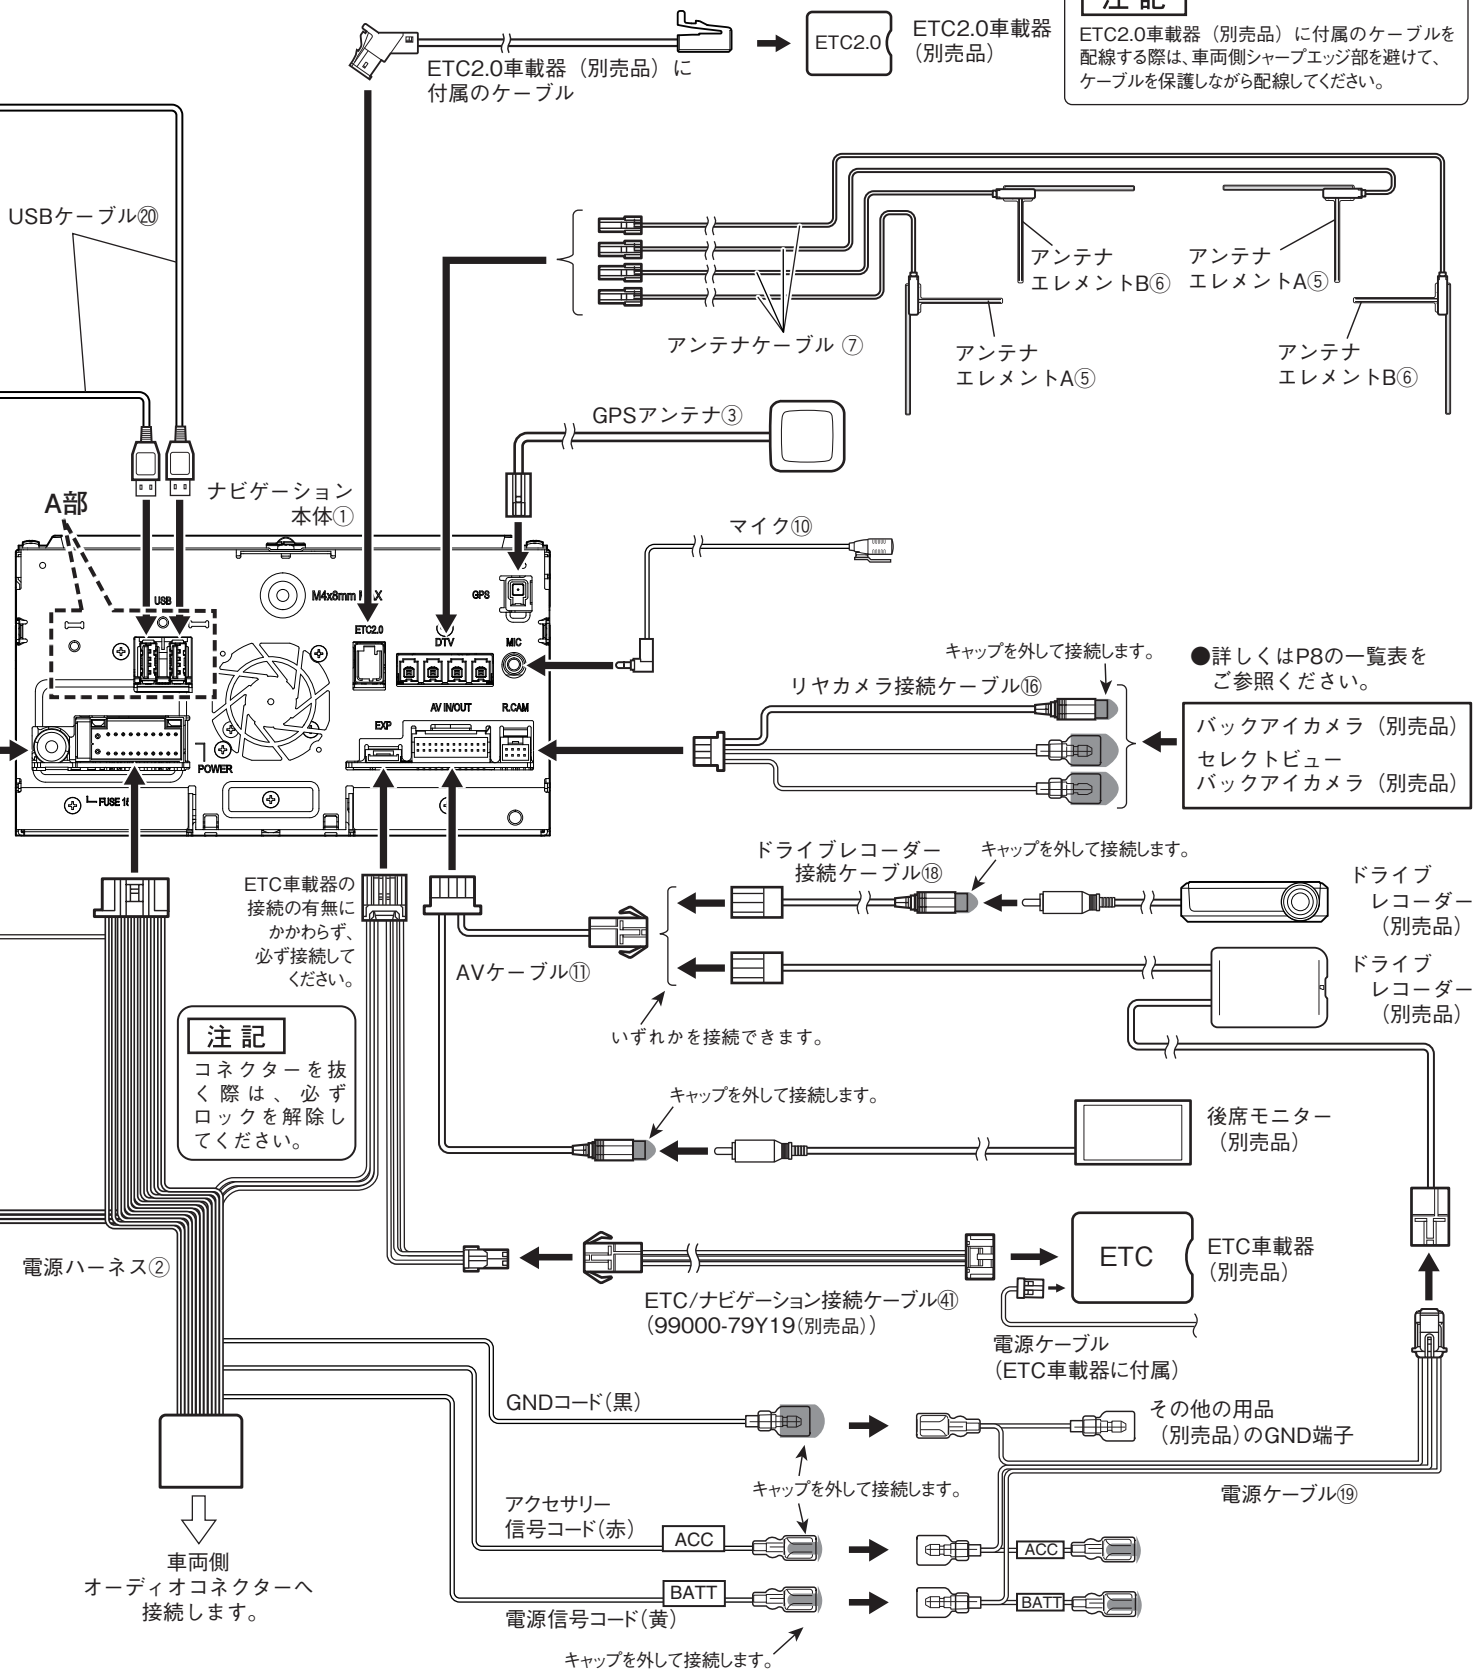 注記
ETC2.0車載器（別売品）に付属のケーブルを
配線する際は、車両側シャープエッジ部を避けて、
ケーブルを保護しながら配線してください。
ETC2.0
ETC2.0車載器
（別売品）
ETC2.0車載器（別売品）に
付属のケーブル
USBケーブル⑳
アンテナ
エレメントB⑥
アンテナ
エレメントA⑤
アンテナケーブル ⑦
アンテナ
エレメントA⑤
アンテナ
エレメントB⑥
GPSアンテナ③
A部
ナビゲーション
本体①
マイク⑩
USB
M4x8mm
GPS
ETC2.0
DTV
MIC
EXP
AV IN/OUT
R.CAM
POWER
FUSE 15
キャップを外して接続します。
リヤカメラ接続ケーブル⑯
●詳しくはP8の一覧表を
ご参照ください。
バックアイカメラ（別売品）
セレクトビュー
バックアイカメラ（別売品）
ETC車載器の
接続の有無に
かかわらず、
必ず接続して
ください。
ドライブレコーダー
接続ケーブル⑱
キャップを外して接続します。
ドライブ
レコーダー
（別売品）
AVケーブル⑪
ドライブ
レコーダー
（別売品）
いずれかを接続できます。
注記
コネクターを抜
く際は、必ず
ロックを解除し
てください。
キャップを外して接続します。
後席モニター
（別売品）
電源ハーネス②
ETC
ETC車載器
（別売品）
ETC/ナビゲーション接続ケーブル㊶
（99000-79Y19（別売品））
電源ケーブル
（ETC車載器に付属）
GNDコード（黒）
その他の用品
（別売品）のGND端子
キャップを外して接続します。
電源ケーブル⑲
アクセサリー
信号コード（赤）
ACC
ACC
BATT
BATT
電源信号コード（黄）
キャップを外して接続します。
車両側
オーディオコネクターへ
接続します。